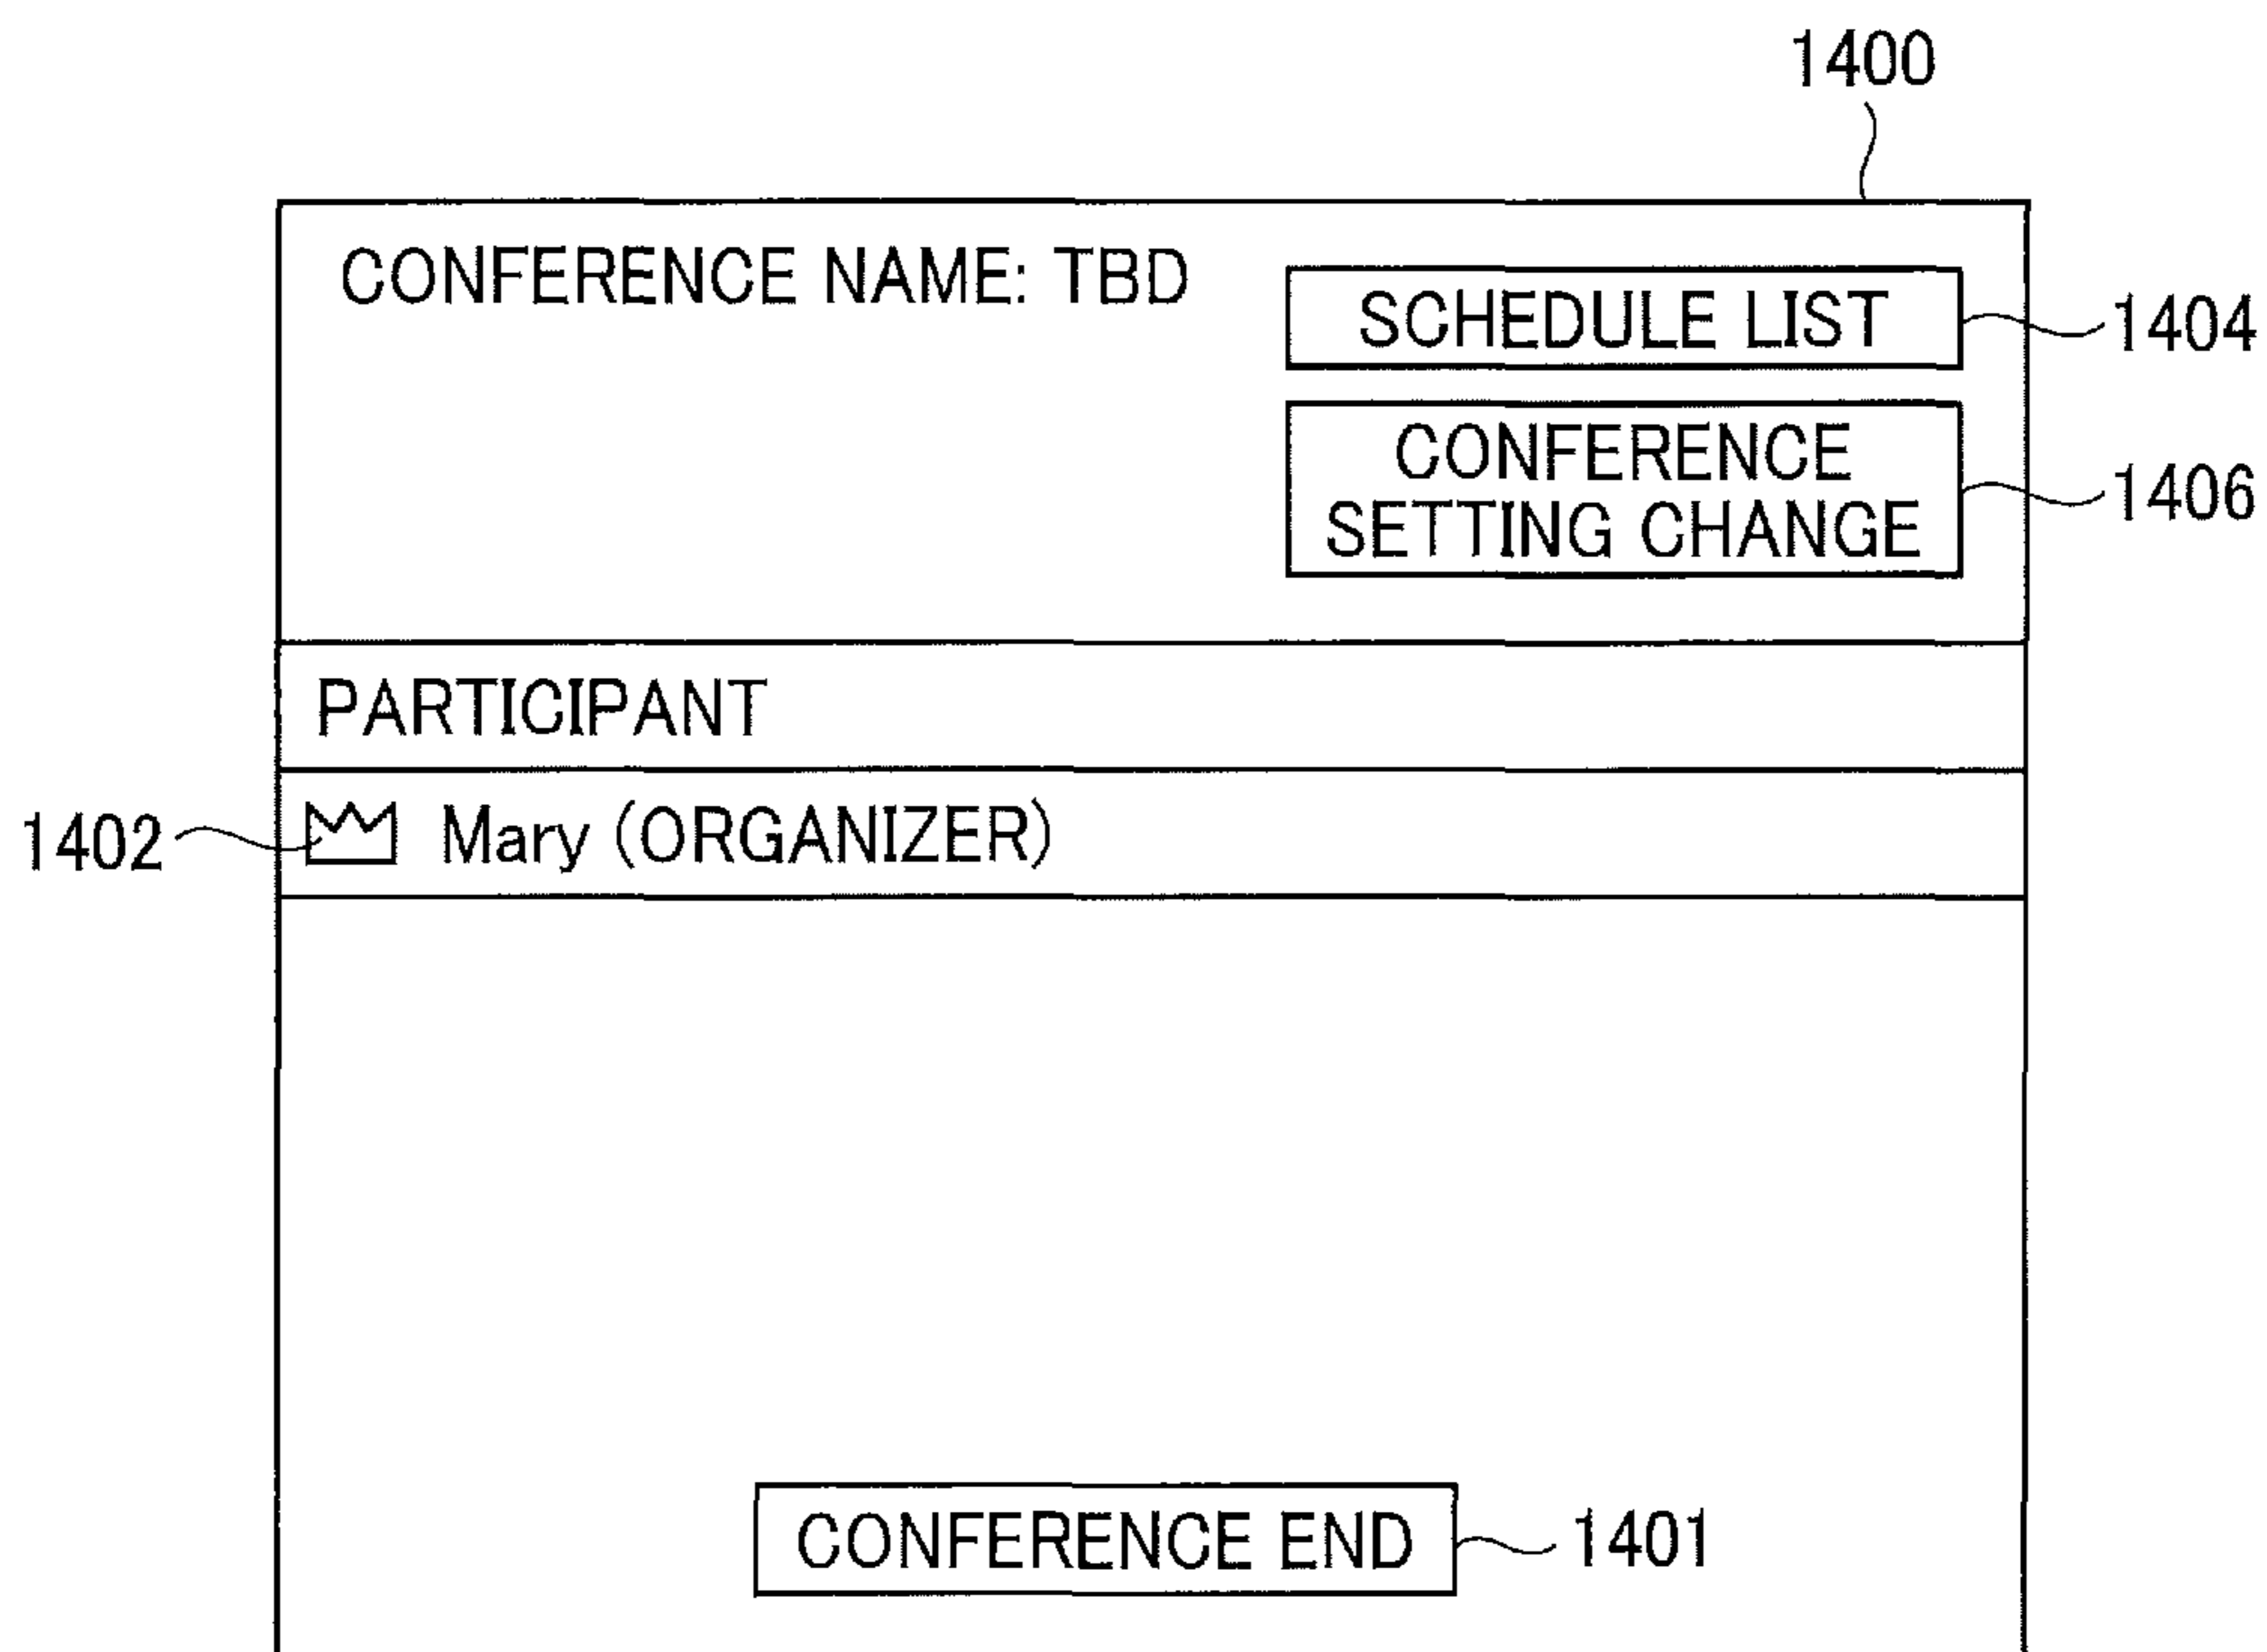 1400
CONFERENCE NAME: TBD
SCHEDULE LIST
1404
CONFERENCE
SETTING CHANGE
1406
PARTICIPANT
1402
Mary (ORGANIZER)
CONFERENCE END
1401